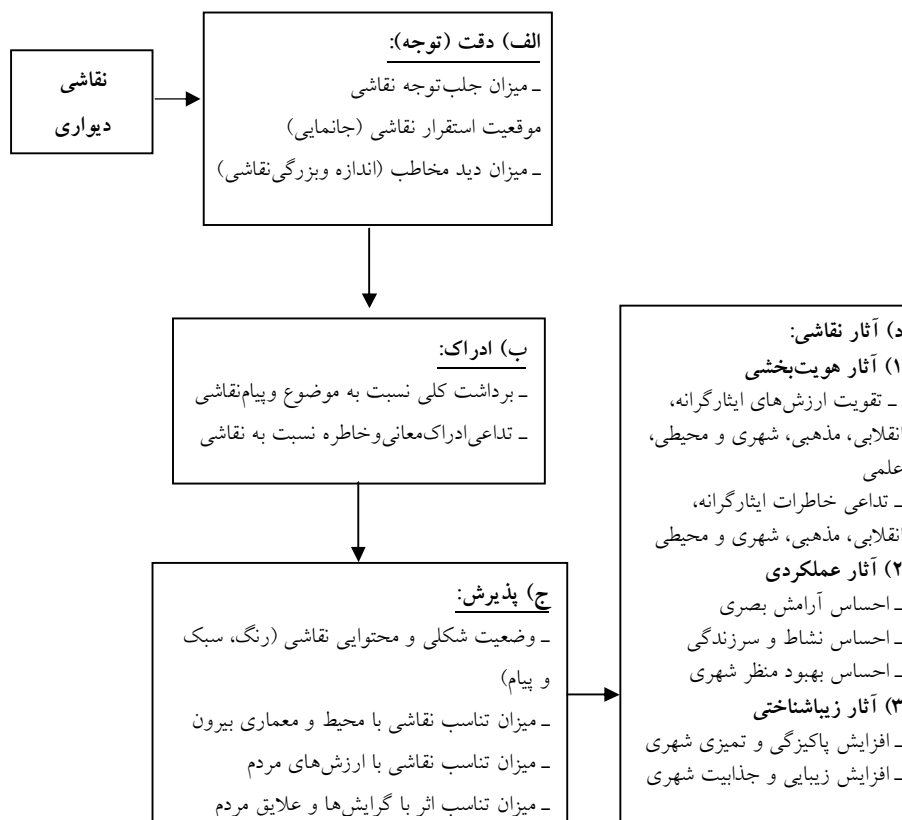 نقاشی
دیواری
الف) دقت (توجه):
ـ میزان جلب‌توجه نقاشی
موقعیت استقرار نقاشی (جانمایی)
ـ میزان دید مخاطب (اندازه وبزرگی‌نقاشی)
ب) ادراک:
ـ برداشت کلی نسبت به موضوع وپیام‌نقاشی
ـ تداعی‌ادراک‌معانی‌وخاطره نسبت به نقاشی
ج) پذیرش:
ـ وضعیت شکلی و محتوایی نقاشی (رنگ، سبک
و پیام)
ـ میزان تناسب نقاشی با محیط و معماری بیرون
ـ میزان تناسب نقاشی با ارزش‌های مردم
ـ میزان تناسب اثر با گرایش‌ها و علایق مردم
د) آثار نقاشی:
۱) آثار هویت‌بخشی
ـ تقویت ارزش‌های ایثارگرانه،
انقلابی، مذهبی، شهری و محیطی،
علمی
ـ تداعی خاطرات ایثارگرانه،
انقلابی، مذهبی، شهری و محیطی
۲) آثار عملکردی
ـ احساس آرامش بصری
ـ احساس نشاط و سرزندگی
ـ احساس بهبود منظر شهری
۳) آثار زیباشناختی
ـ افزایش پاکیزگی و تمیزی شهری
ـ افزایش زیبایی و جذابیت شهری